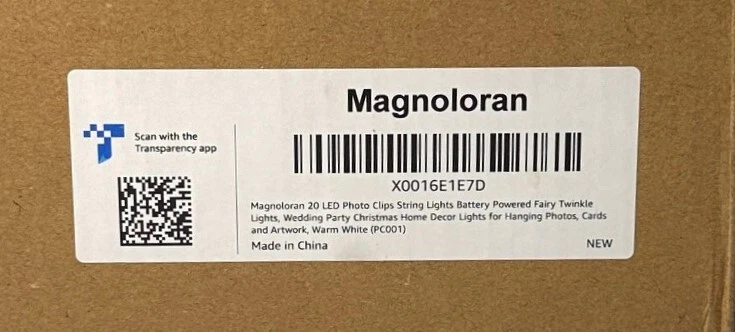 Magnoloran
Scan with the
Transparency app
X0016E1E7D
Magnoloran 20 LED Photo Clips String Lights Battery Powered Fairy Twinkle
Lights, Wedding Party Christmas Home Decor Lights for Hanging Photos, Cards
and Artwork, Warm White (PC001)
Made in China
NEW